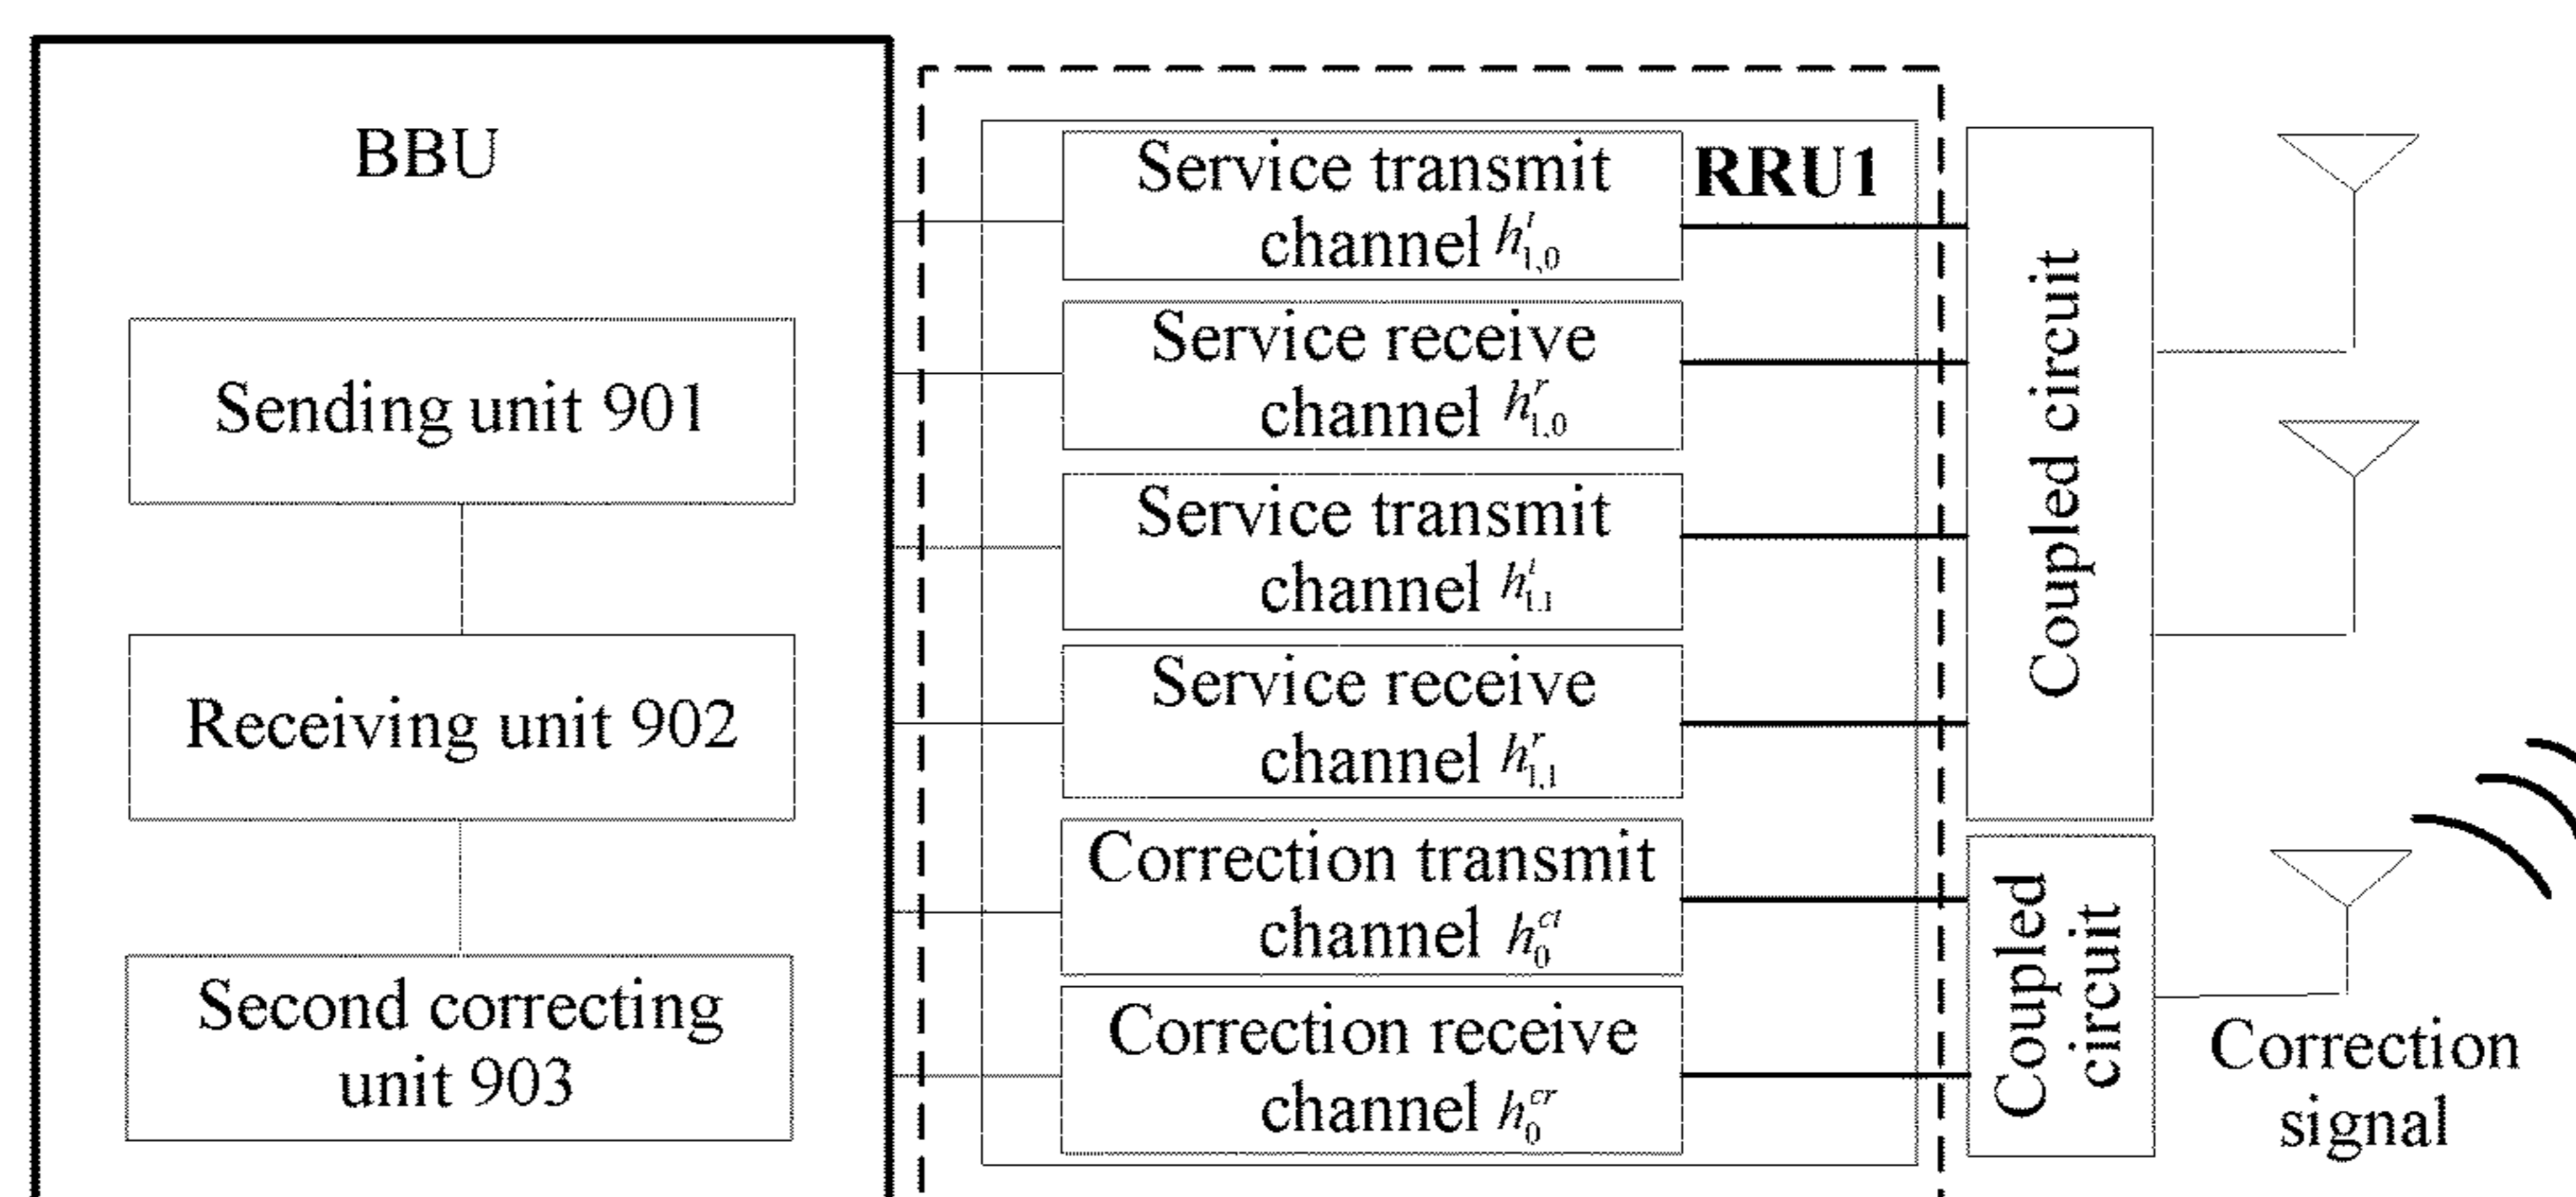 BBU
Sending unit 901
Receiving unit 902
Second correcting
unit 903
RRU1
Service transmit
channel h^t_{1,0}
Service receive
channel h^r_{1,0}
Service transmit
channel h^t_{1,1}
Service receive
channel h^r_{1,1}
Correction transmit
channel h^{ct}_0
Correction receive
channel h^{cr}_0
Coupled circuit
Coupled
circuit
Correction
signal